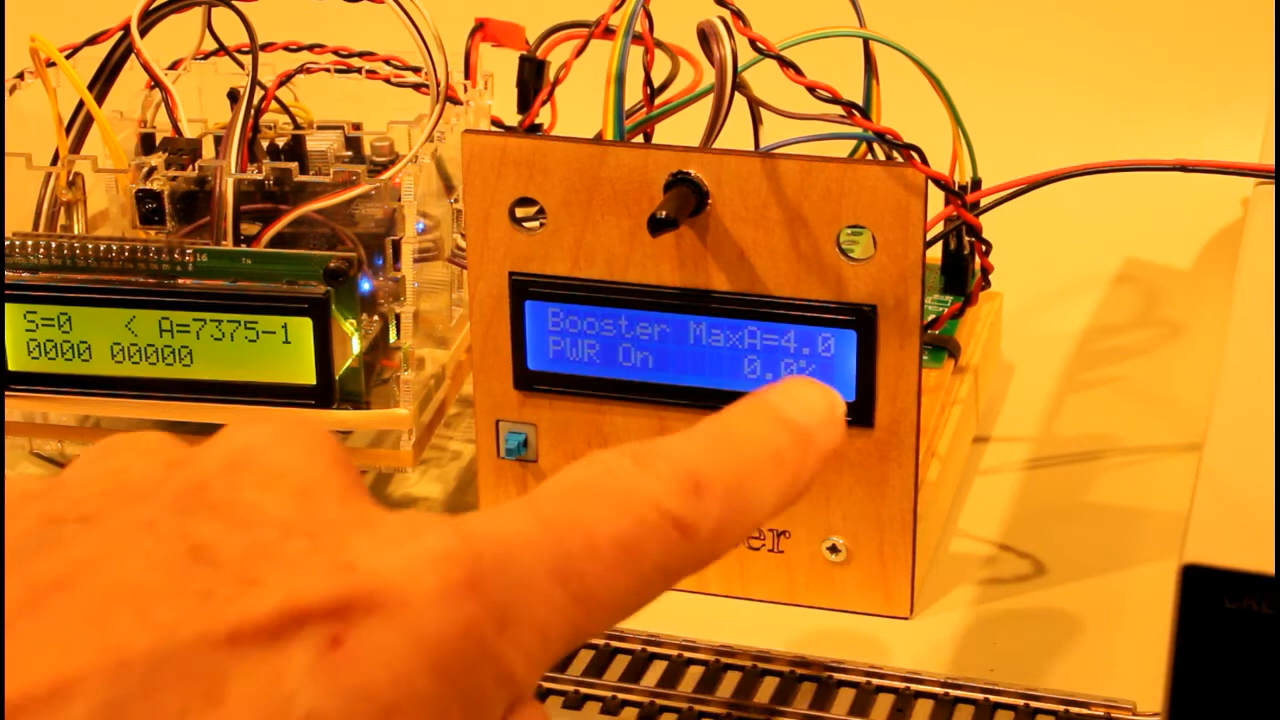 S=0 < A=7375-1
0000 00000
Booster MaxA=4.0
PWR On 0.0%
16